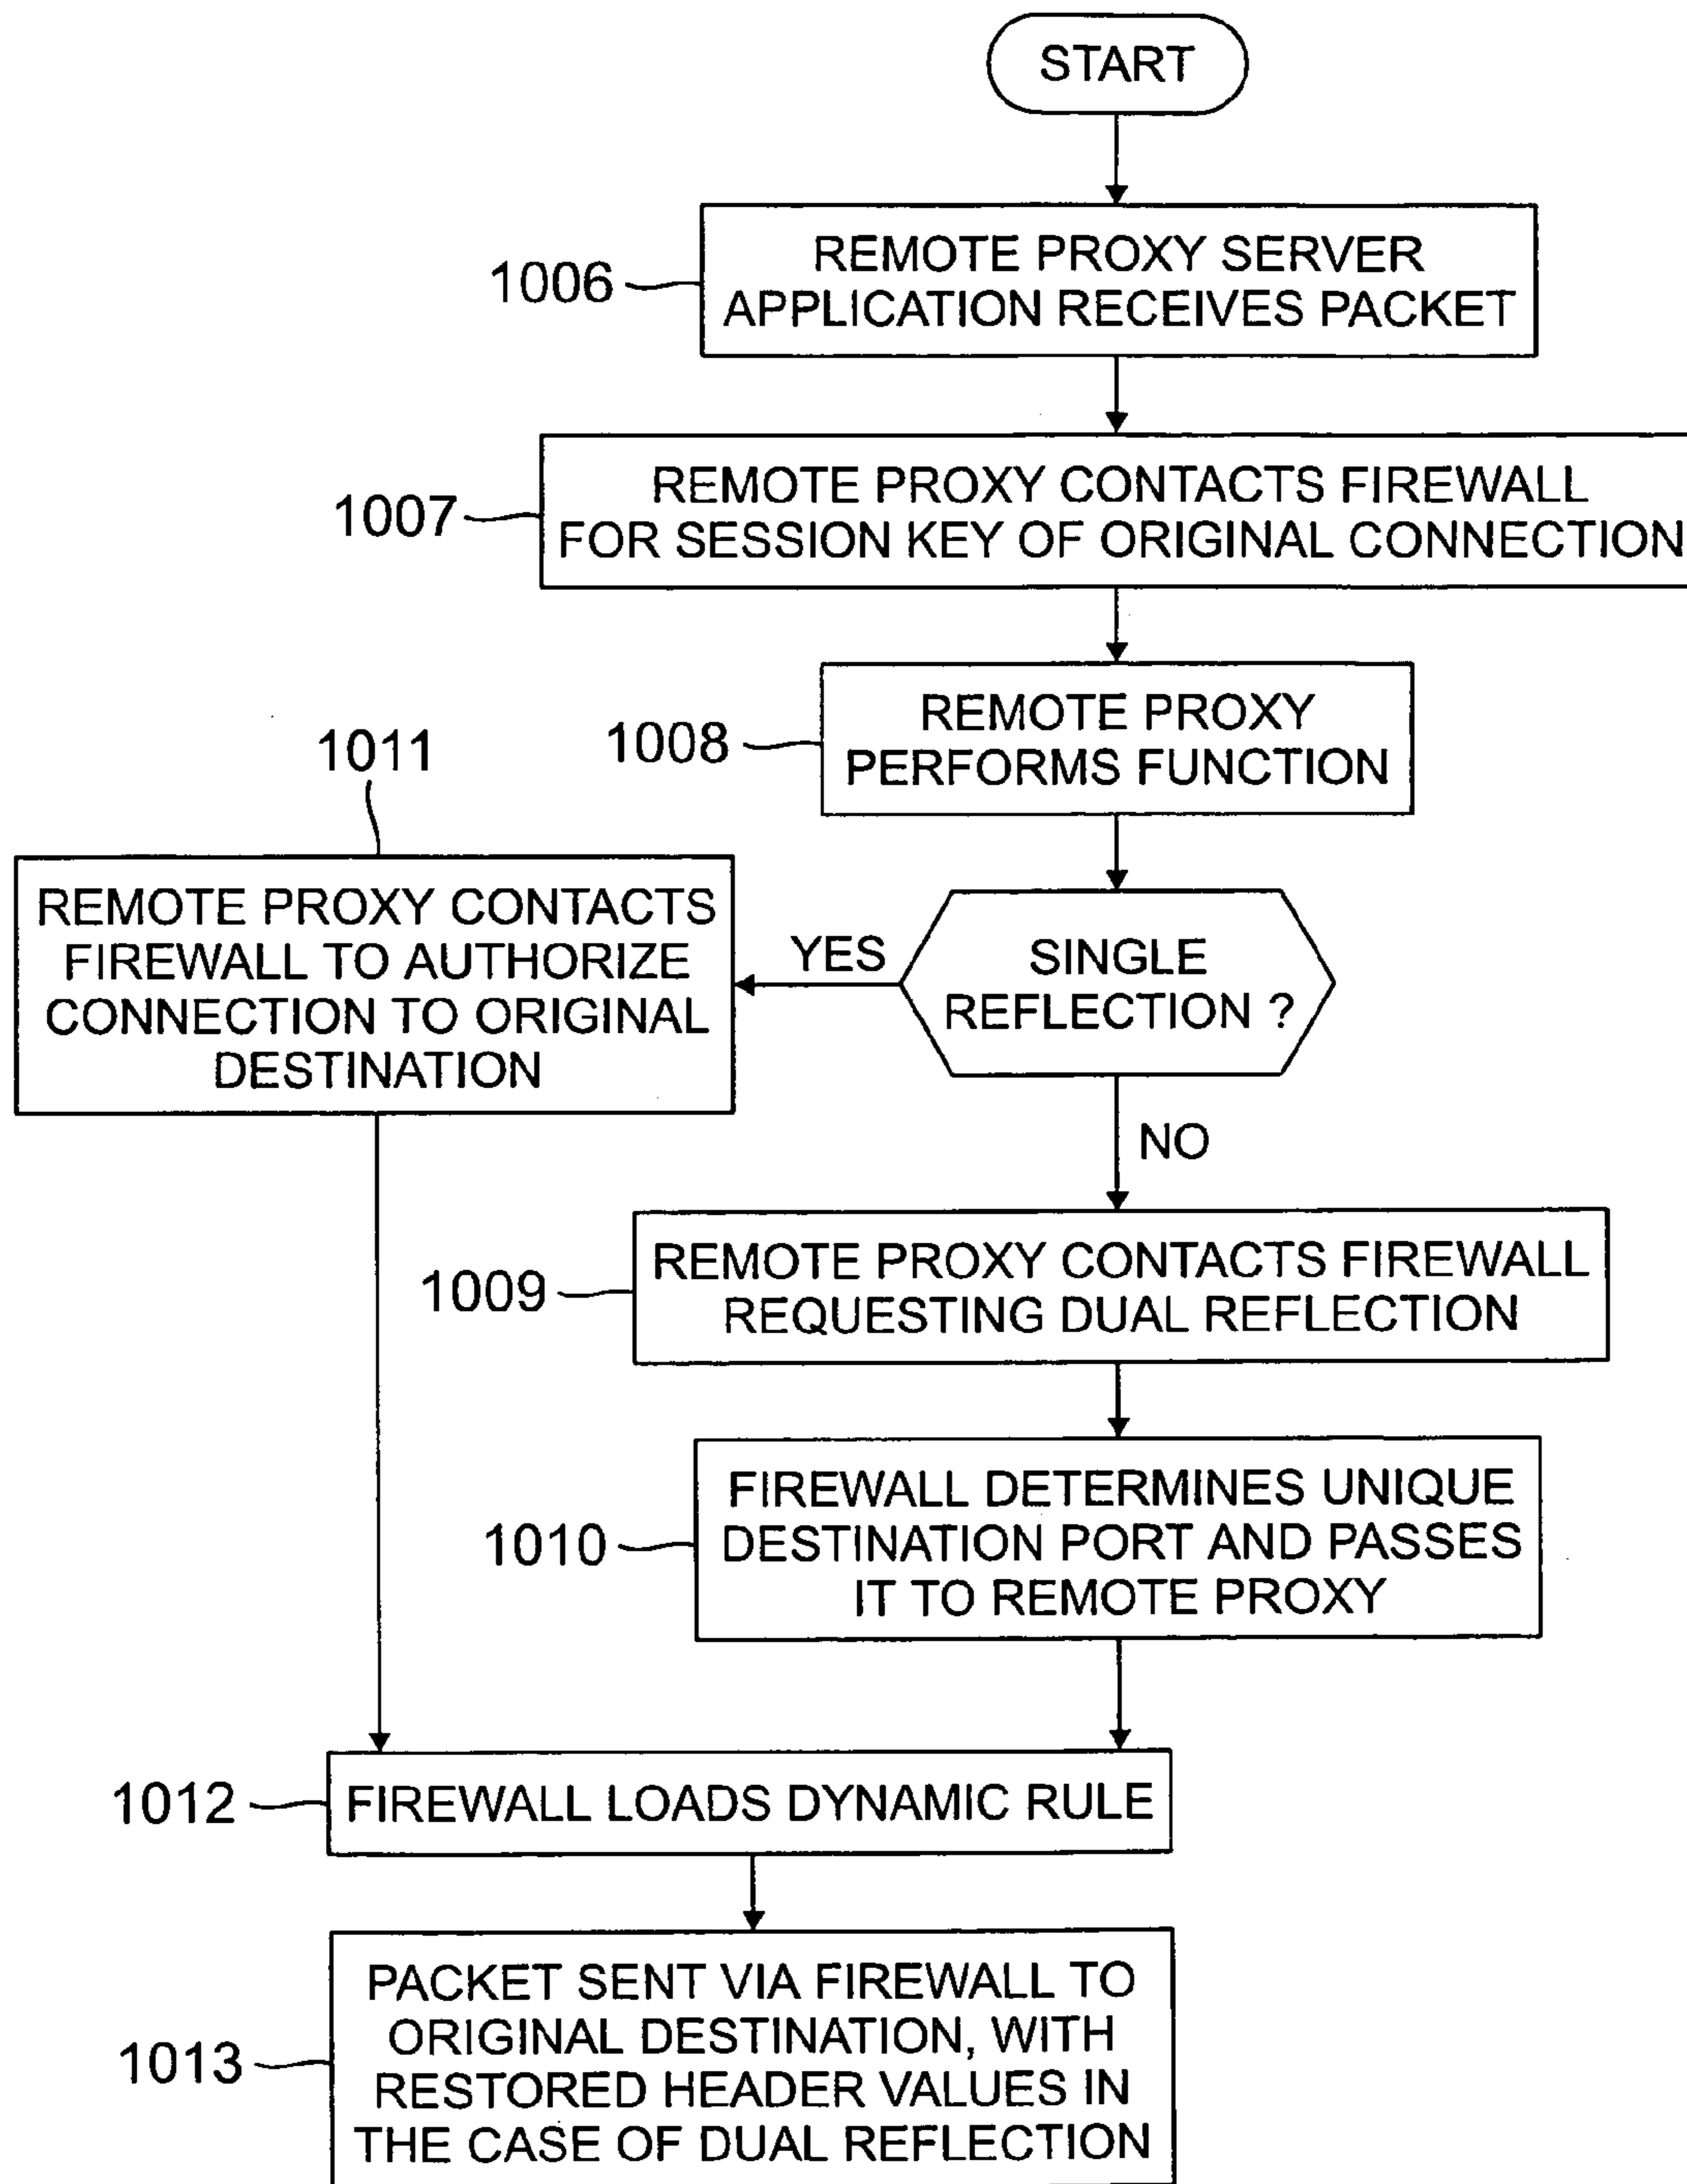 START
REMOTE PROXY SERVER
APPLICATION RECEIVES PACKET
1006
REMOTE PROXY CONTACTS FIREWALL
FOR SESSION KEY OF ORIGINAL CONNECTION
1007
REMOTE PROXY
PERFORMS FUNCTION
1008
1011
REMOTE PROXY CONTACTS
FIREWALL TO AUTHORIZE
CONNECTION TO ORIGINAL
DESTINATION
YES
SINGLE
REFLECTION ?
NO
REMOTE PROXY CONTACTS FIREWALL
REQUESTING DUAL REFLECTION
1009
FIREWALL DETERMINES UNIQUE
DESTINATION PORT AND PASSES
IT TO REMOTE PROXY
1010
1012
FIREWALL LOADS DYNAMIC RULE
PACKET SENT VIA FIREWALL TO
ORIGINAL DESTINATION, WITH
RESTORED HEADER VALUES IN
THE CASE OF DUAL REFLECTION
1013